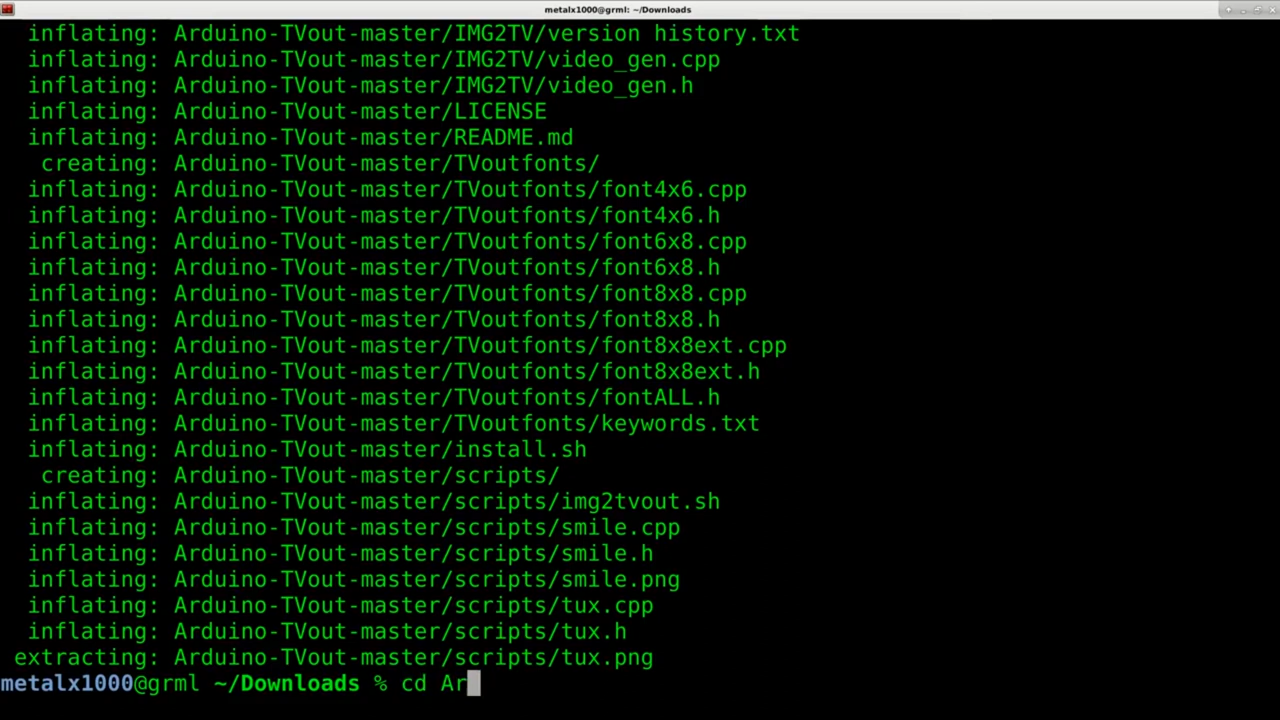 metalx1000@grml: ~/Downloads
inflating: Arduino-TVout-master/IMG2TV/version history.txt
inflating: Arduino-TVout-master/IMG2TV/video_gen.cpp
inflating: Arduino-TVout-master/IMG2TV/video_gen.h
inflating: Arduino-TVout-master/LICENSE
inflating: Arduino-TVout-master/README.md
creating: Arduino-TVout-master/TVoutfonts/
inflating: Arduino-TVout-master/TVoutfonts/font4x6.cpp
inflating: Arduino-TVout-master/TVoutfonts/font4x6.h
inflating: Arduino-TVout-master/TVoutfonts/font6x8.cpp
inflating: Arduino-TVout-master/TVoutfonts/font6x8.h
inflating: Arduino-TVout-master/TVoutfonts/font8x8.cpp
inflating: Arduino-TVout-master/TVoutfonts/font8x8.h
inflating: Arduino-TVout-master/TVoutfonts/font8x8ext.cpp
inflating: Arduino-TVout-master/TVoutfonts/font8x8ext.h
inflating: Arduino-TVout-master/TVoutfonts/fontALL.h
inflating: Arduino-TVout-master/TVoutfonts/keywords.txt
inflating: Arduino-TVout-master/install.sh
creating: Arduino-TVout-master/scripts/
inflating: Arduino-TVout-master/scripts/img2tvout.sh
inflating: Arduino-TVout-master/scripts/smile.cpp
inflating: Arduino-TVout-master/scripts/smile.h
inflating: Arduino-TVout-master/scripts/smile.png
inflating: Arduino-TVout-master/scripts/tux.cpp
inflating: Arduino-TVout-master/scripts/tux.h
extracting: Arduino-TVout-master/scripts/tux.png
metalx1000@grml ~/Downloads % cd Ar